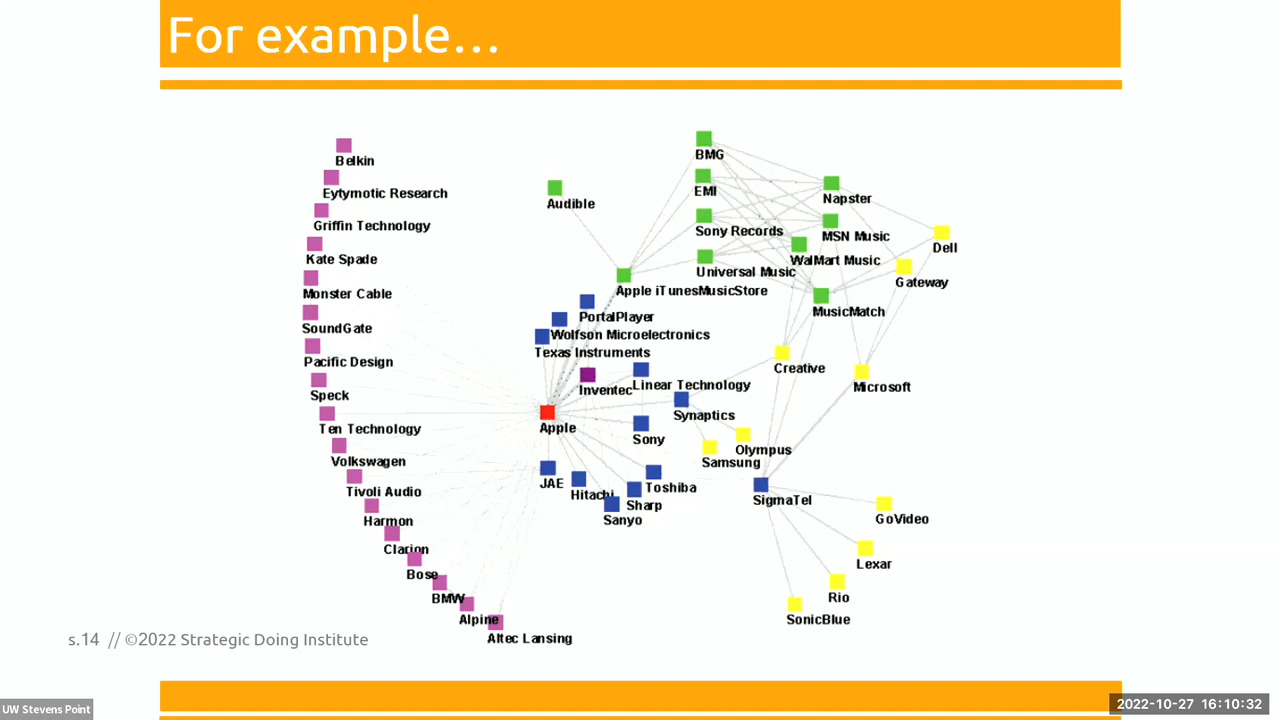 For example...
Belkin
Eytymotic Research
Griffin Technology
Kate Spade
Monster Cable
SoundGate
Pacific Design
Speck
Ten Technology
Volkswagen
Tivoli Audio
Harmon
Clarion
Bose
BMW
Alpine
Altec Lansing
Audible
Apple iTunesMusicStore
PortalPlayer
Wolfson Microelectronics
Texas Instruments
Inventec
Linear Technology
Apple
Synaptics
Sony
JAE
Hitachi
Toshiba
Sharp
Sanyo
BMG
EMI
Sony Records
Universal Music
Napster
MSN Music
WalMart Music
MusicMatch
Dell
Gateway
Creative
Microsoft
Olympus
Samsung
SigmaTel
GoVideo
Lexar
Rio
SonicBlue
s.14 // ©2022 Strategic Doing Institute
UW Stevens Point
2022-10-27 16:10:32